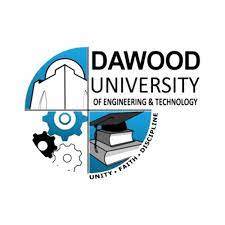 DAWOOD
UNIVERSITY
OF ENGINEERING & TECHNOLOGY
UNITY • FAITH • DISCIPLINE